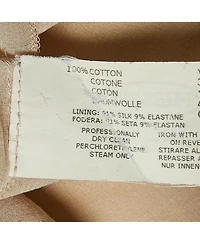 100% COTTON
COTONE
COTON
BAUMWOLLE
LINING: 91% SILK 9% ELASTANE
FODERA: 91% SETA 9% ELASTAN
PROFESSIONALLY
DRY CLEAN
PERCHLORETHYLENE
STEAM ONLY
IRON WITH
ON REVER
STIRARE AL
REPASSER A
NUR INNEN